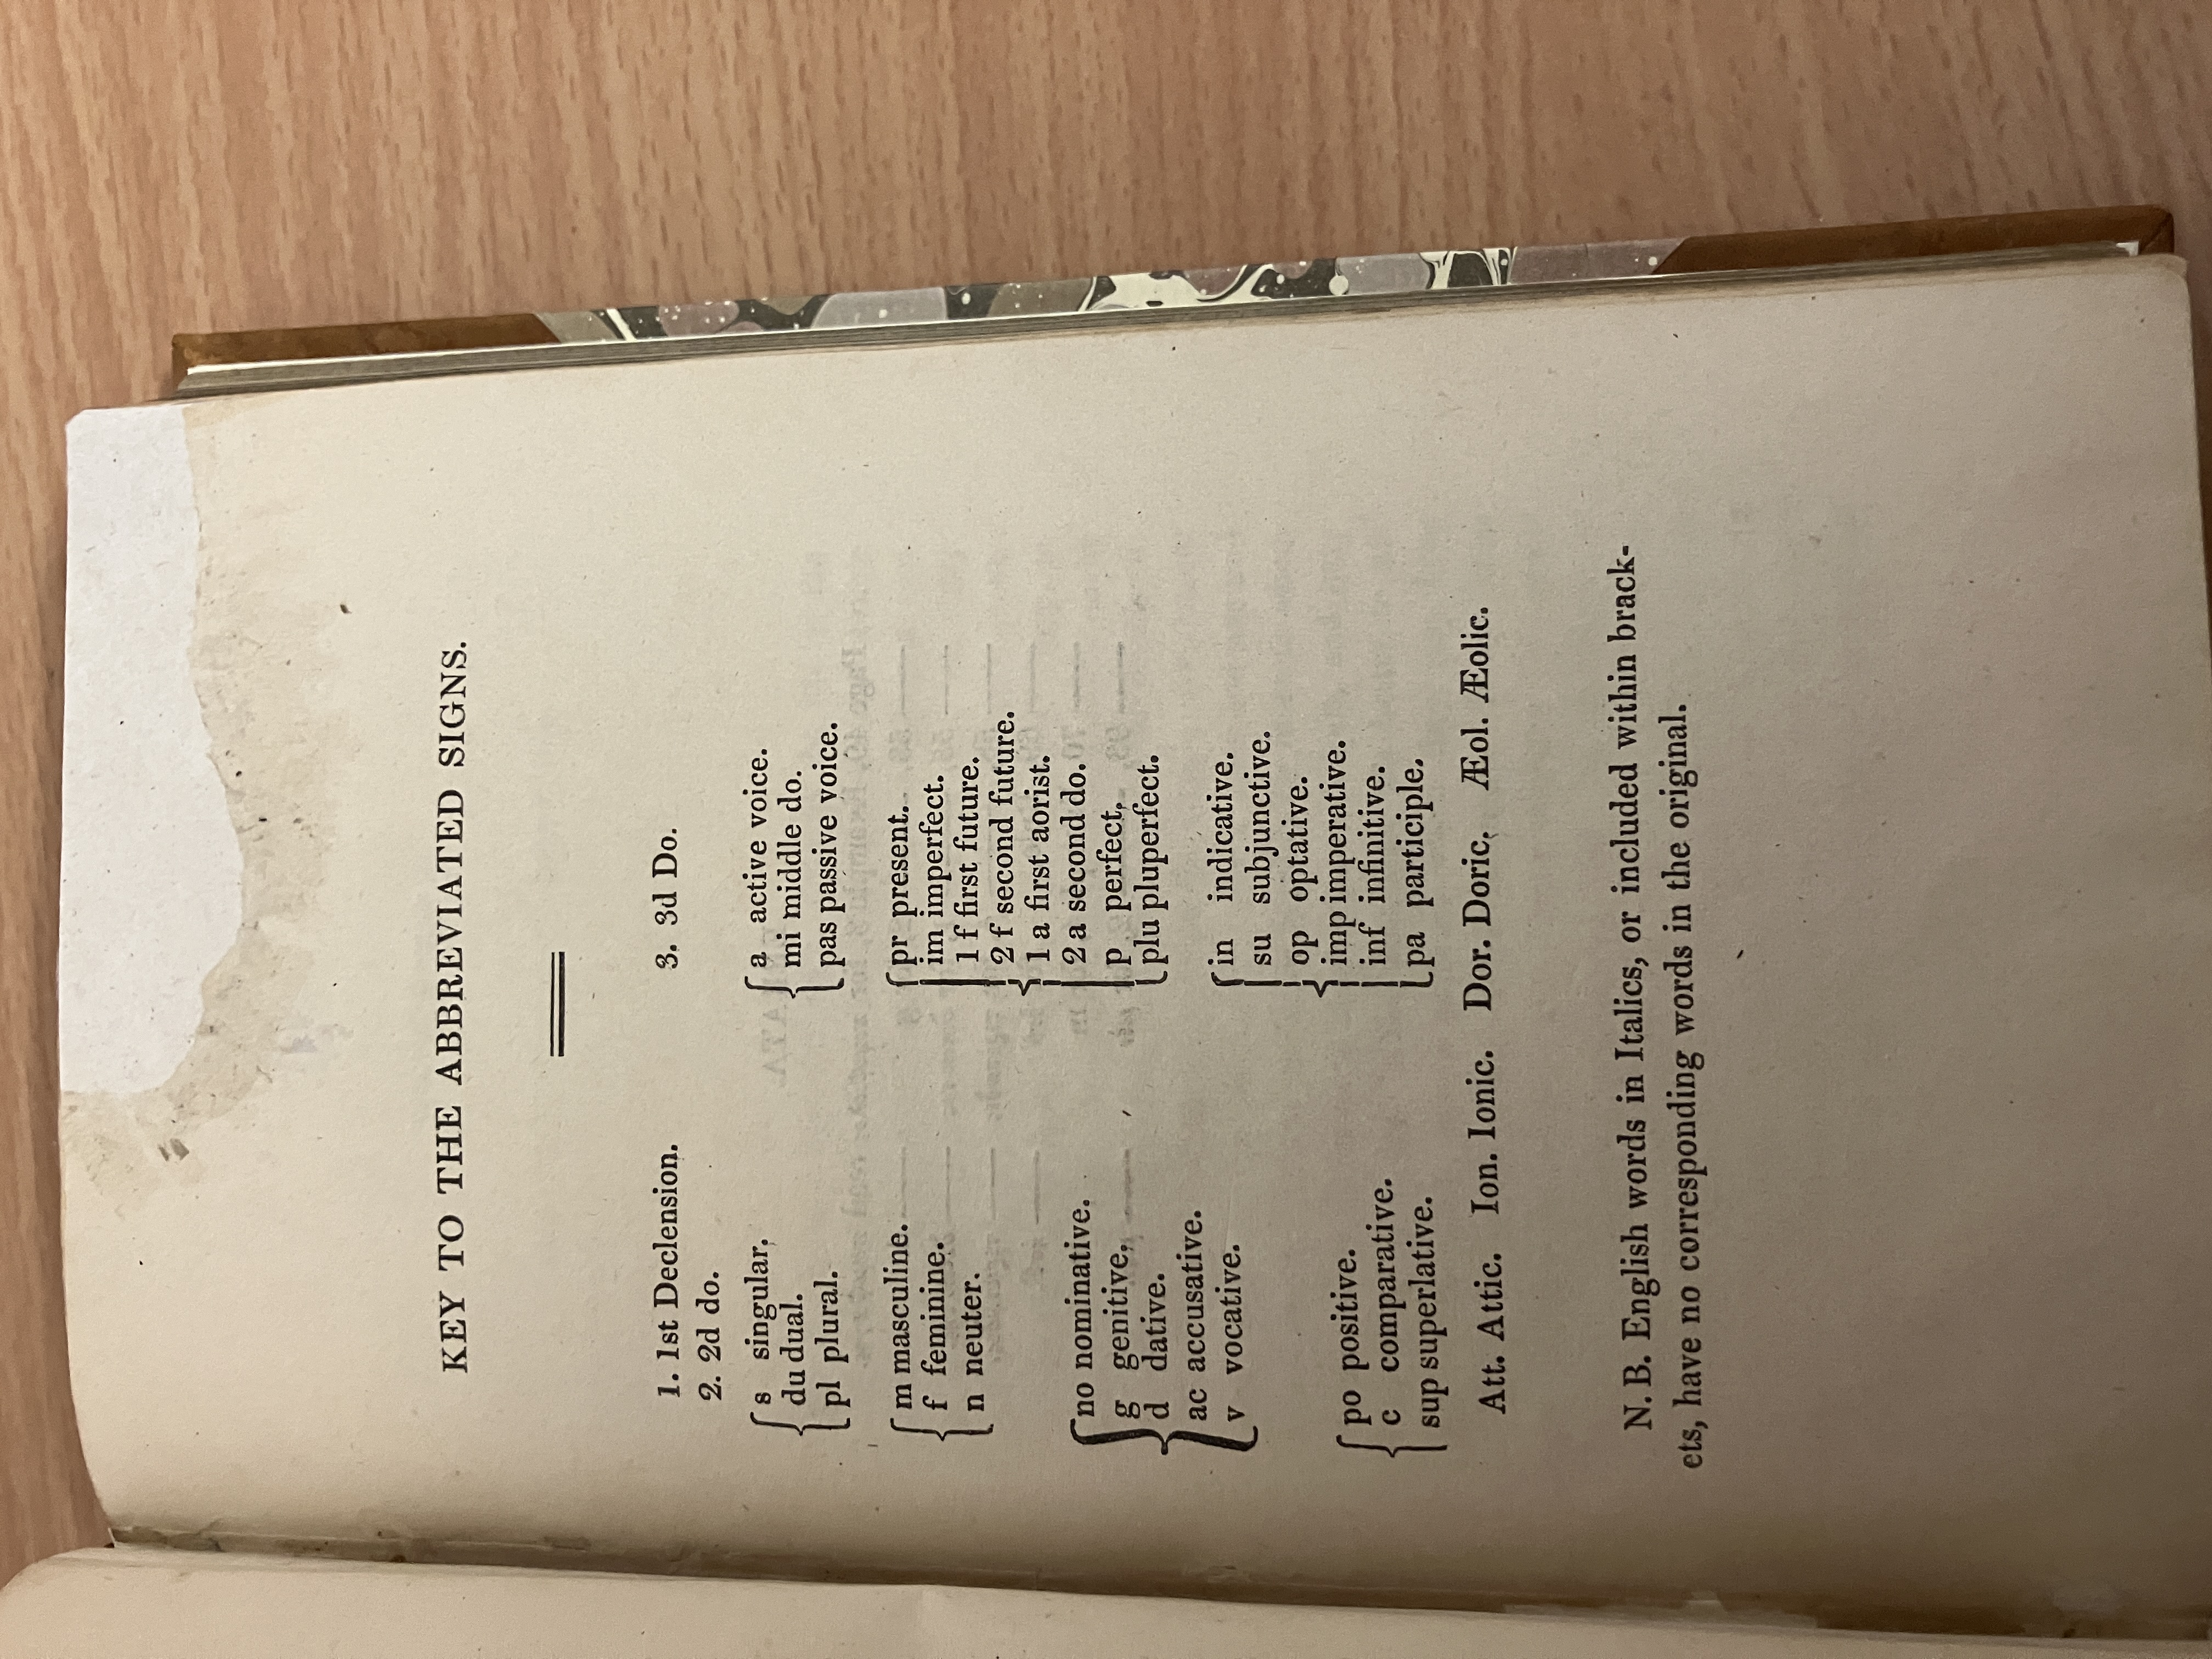 KEY TO THE ABBREVIATED SIGNS.
1. 1st Declension.
2. 2d do.
3. 3d Do.
s singular.
du dual.
pl plural.
m masculine.
f feminine.
n neuter.
no nominative.
g genitive.
d dative.
ac accusative.
v vocative.
po positive.
c comparative.
sup superlative.
a active voice.
mi middle do.
pas passive voice.
pr present.
im imperfect.
1 f first future.
2 f second future.
1 a first aorist.
2 a second do.
p perfect.
plu pluperfect.
in indicative.
su subjunctive.
op optative.
imp imperative.
inf infinitive.
pa participle.
Att. Attic. Ion. Ionic. Dor. Doric. Æol. Æolic.
N. B. English words in Italics, or included within brack-
ets, have no corresponding words in the original.